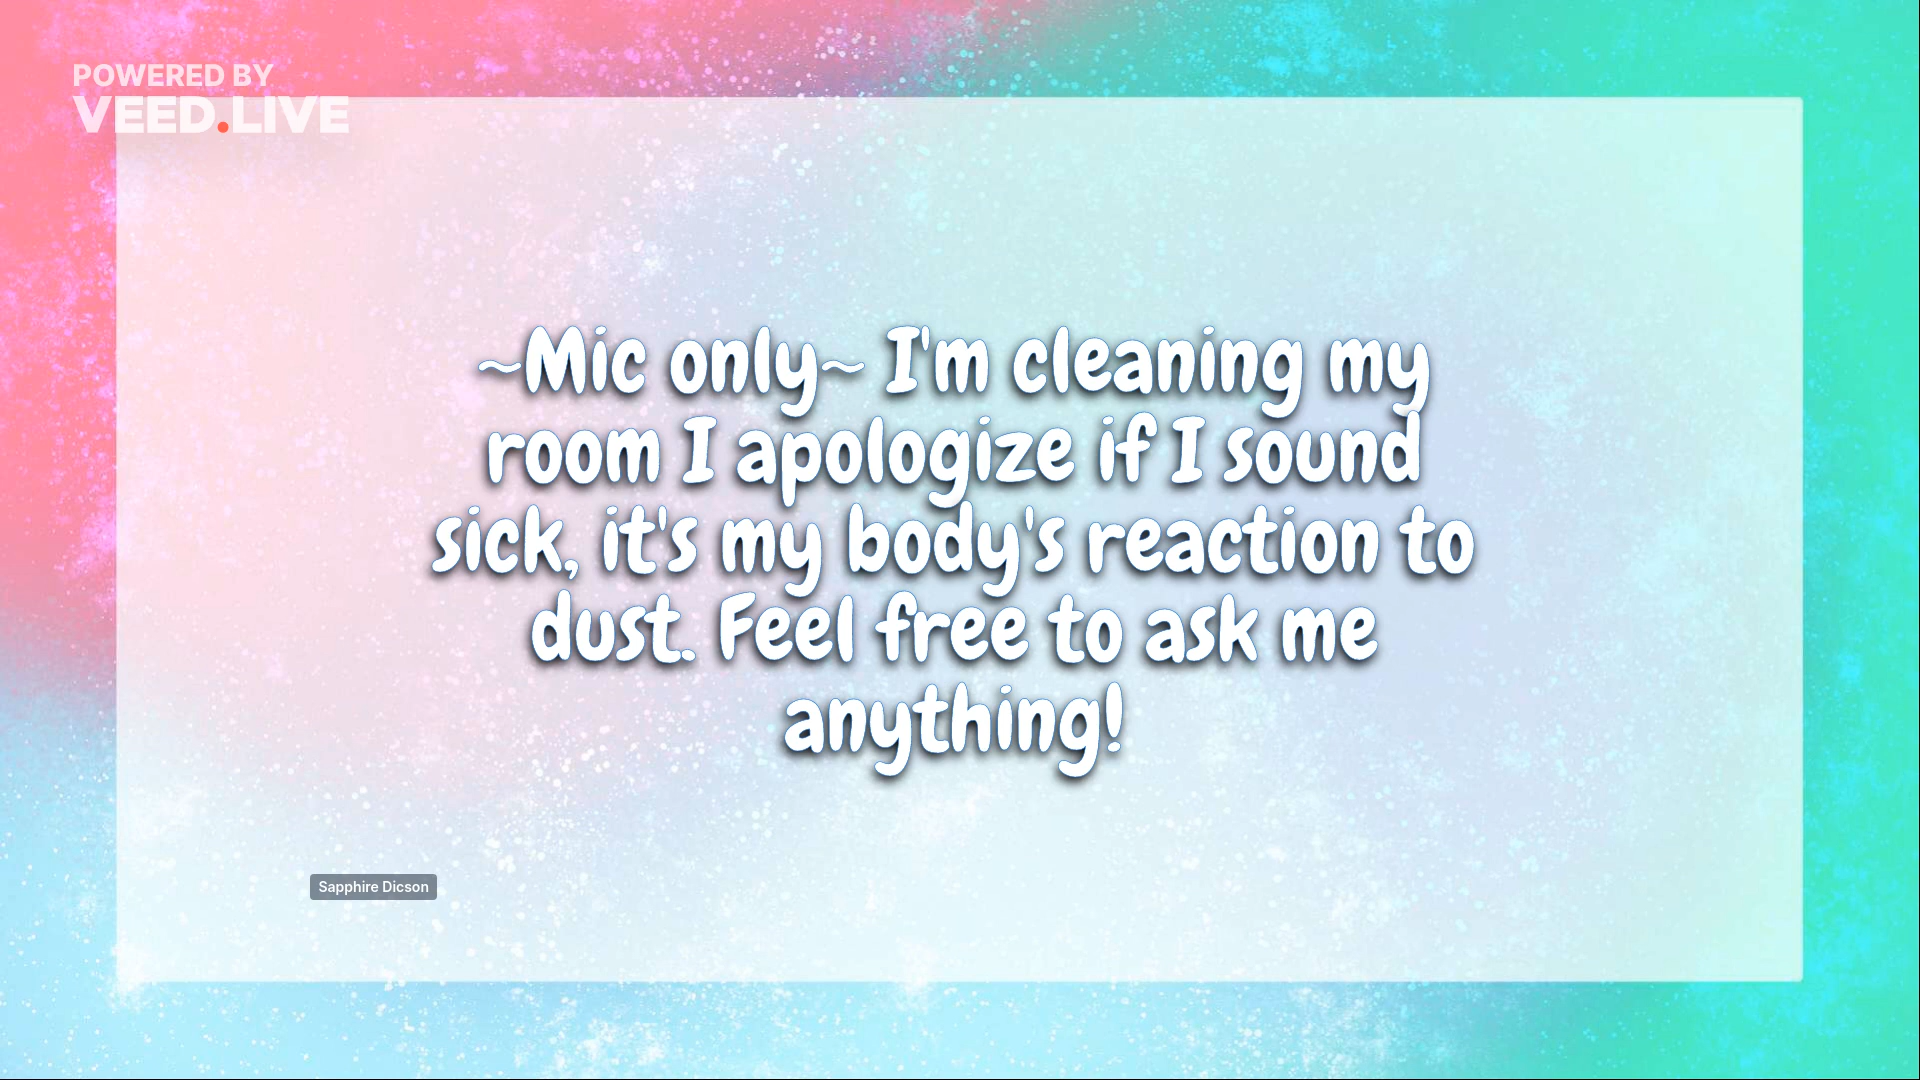 POWERED BY
VEED.LIVE
~Mic only~ I'm cleaning my
room I apologize if I sound
sick, it's my body's reaction to
dust. Feel free to ask me
anything!
Sapphire Dicson